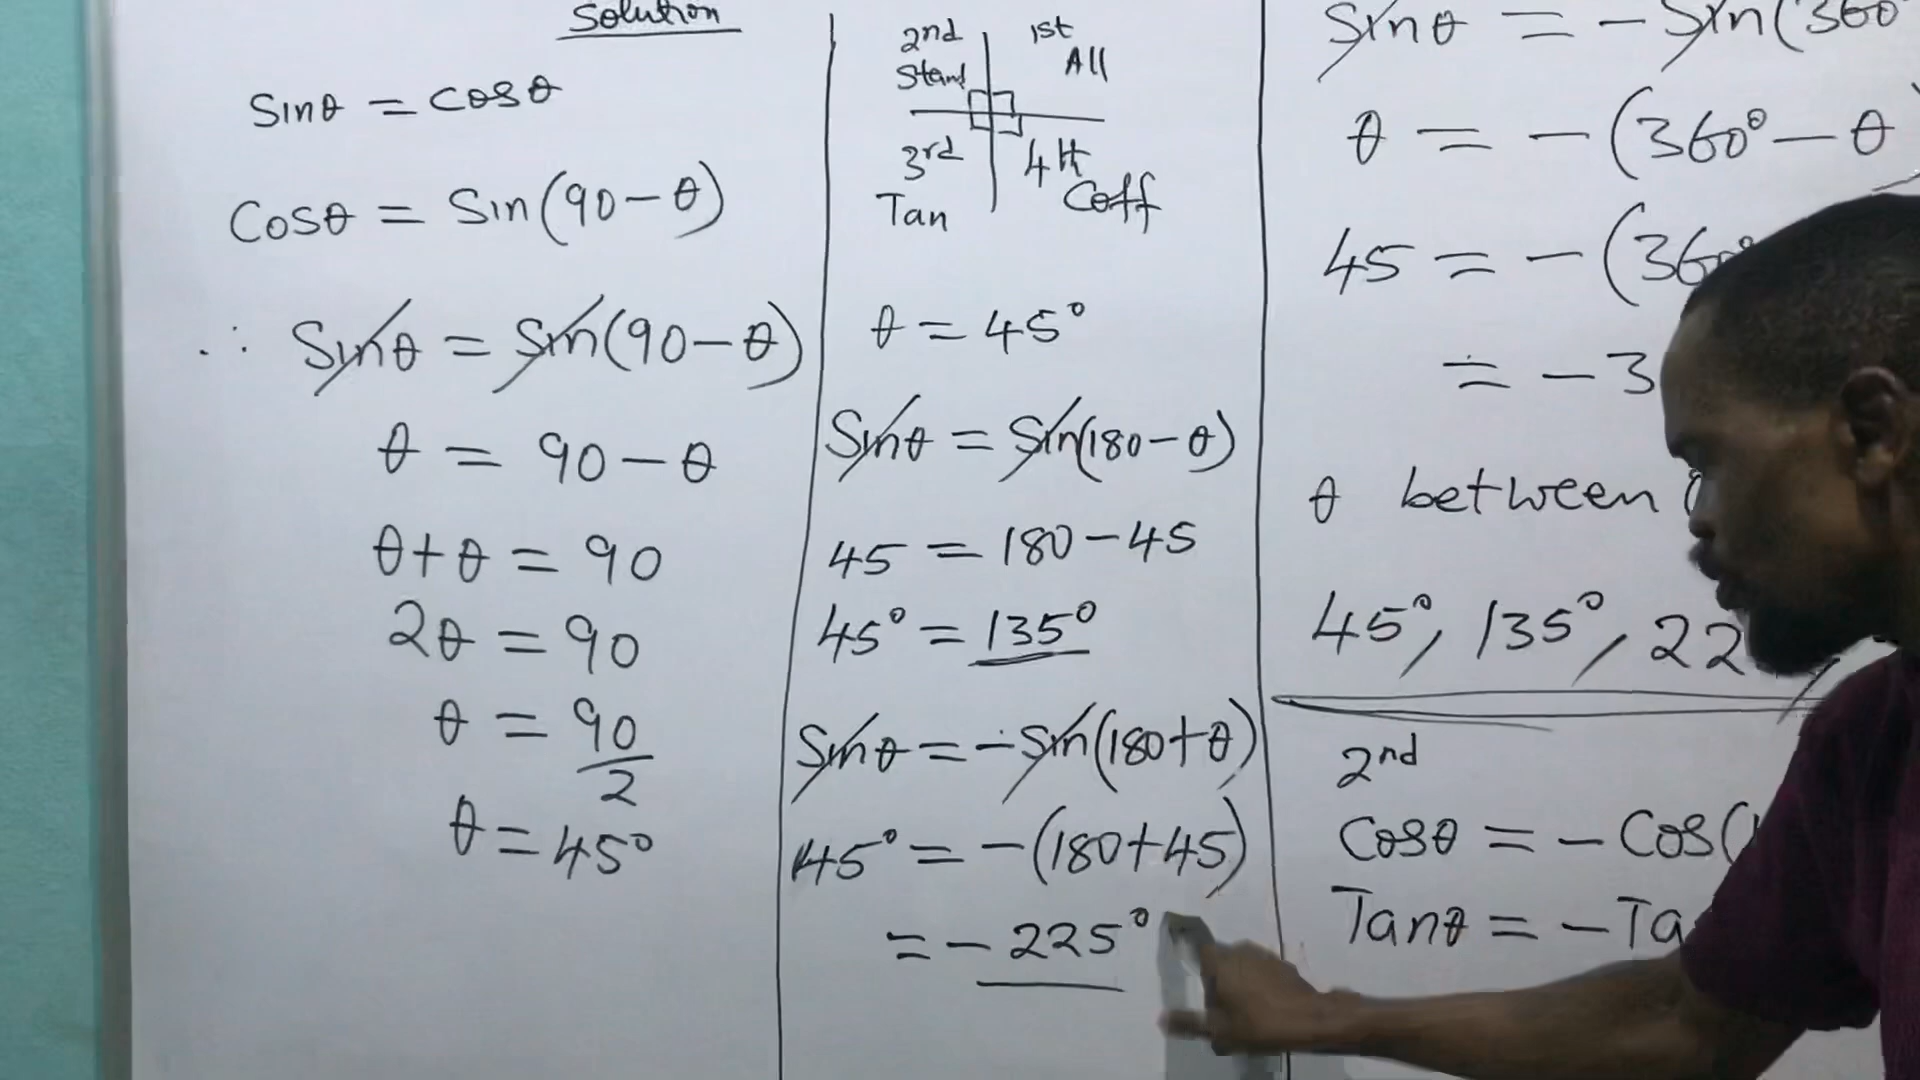 Solution
Sinθ = cosθ
Cosθ = Sin(90-θ)
∴ Sinθ = Sin(90-θ)
θ = 90-θ
θ+θ = 90
2θ = 90
θ = 90/2
θ = 45°
2nd 1st
Stand All
3rd 4th
Tan Coff
θ = 45°
Sinθ = Sin(180-θ)
45 = 180-45
45° = 135°
Sinθ = -Sin(180+θ)
45° = -(180+45)
= -225°
Sinθ = -Sin(360°
θ = -(360°-θ)
45 = -(360°
= -3
θ between
45°, 135°, 22
2nd
Cosθ = -Cos(
Tanθ = -Ta